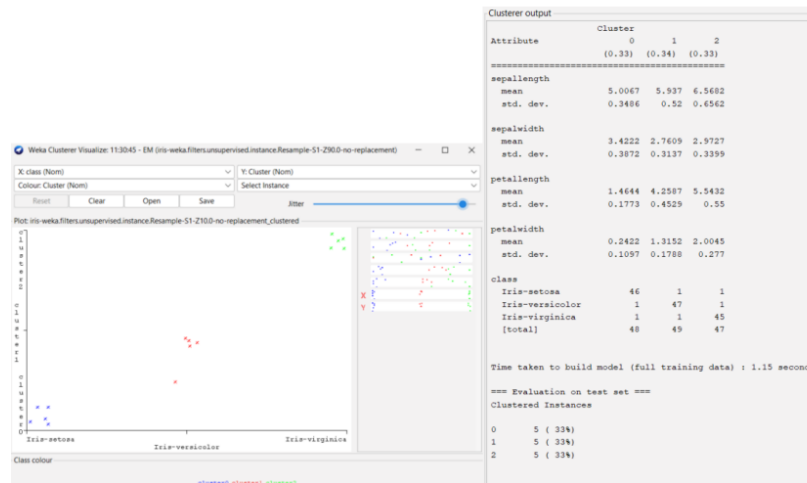 Weka Clusterer Visualize: 11:30:45 - EM (iris-weka.filters.unsupervised.instance.Resample-S1-Z90.0-no-replacement)
X: class (Nom) Y: Cluster (Nom)
Colour: Cluster (Nom) Select Instance
Reset Clear Open Save Jitter
Plot: iris-weka.filters.unsupervised.instance.Resample-S1-Z10.0-no-replacement_clustered
cluster2
cluster1
cluster0
X
Y
Iris-setosa Iris-versicolor Iris-virginica
Class colour
cluster0 cluster1 cluster2
Clusterer output
Cluster
Attribute 0 1 2
(0.33) (0.34) (0.33)
==============================================
sepallength
mean 5.0067 5.937 6.5682
std. dev. 0.3486 0.52 0.6562
sepalwidth
mean 3.4222 2.7609 2.9727
std. dev. 0.3872 0.3137 0.3399
petallength
mean 1.4644 4.2587 5.5432
std. dev. 0.1773 0.4529 0.55
petalwidth
mean 0.2422 1.3152 2.0045
std. dev. 0.1097 0.1788 0.277
class
Iris-setosa 46 1 1
Iris-versicolor 1 47 1
Iris-virginica 1 1 45
[total] 48 49 47
Time taken to build model (full training data) : 1.15 second
=== Evaluation on test set ===
Clustered Instances
0 5 ( 33%)
1 5 ( 33%)
2 5 ( 33%)